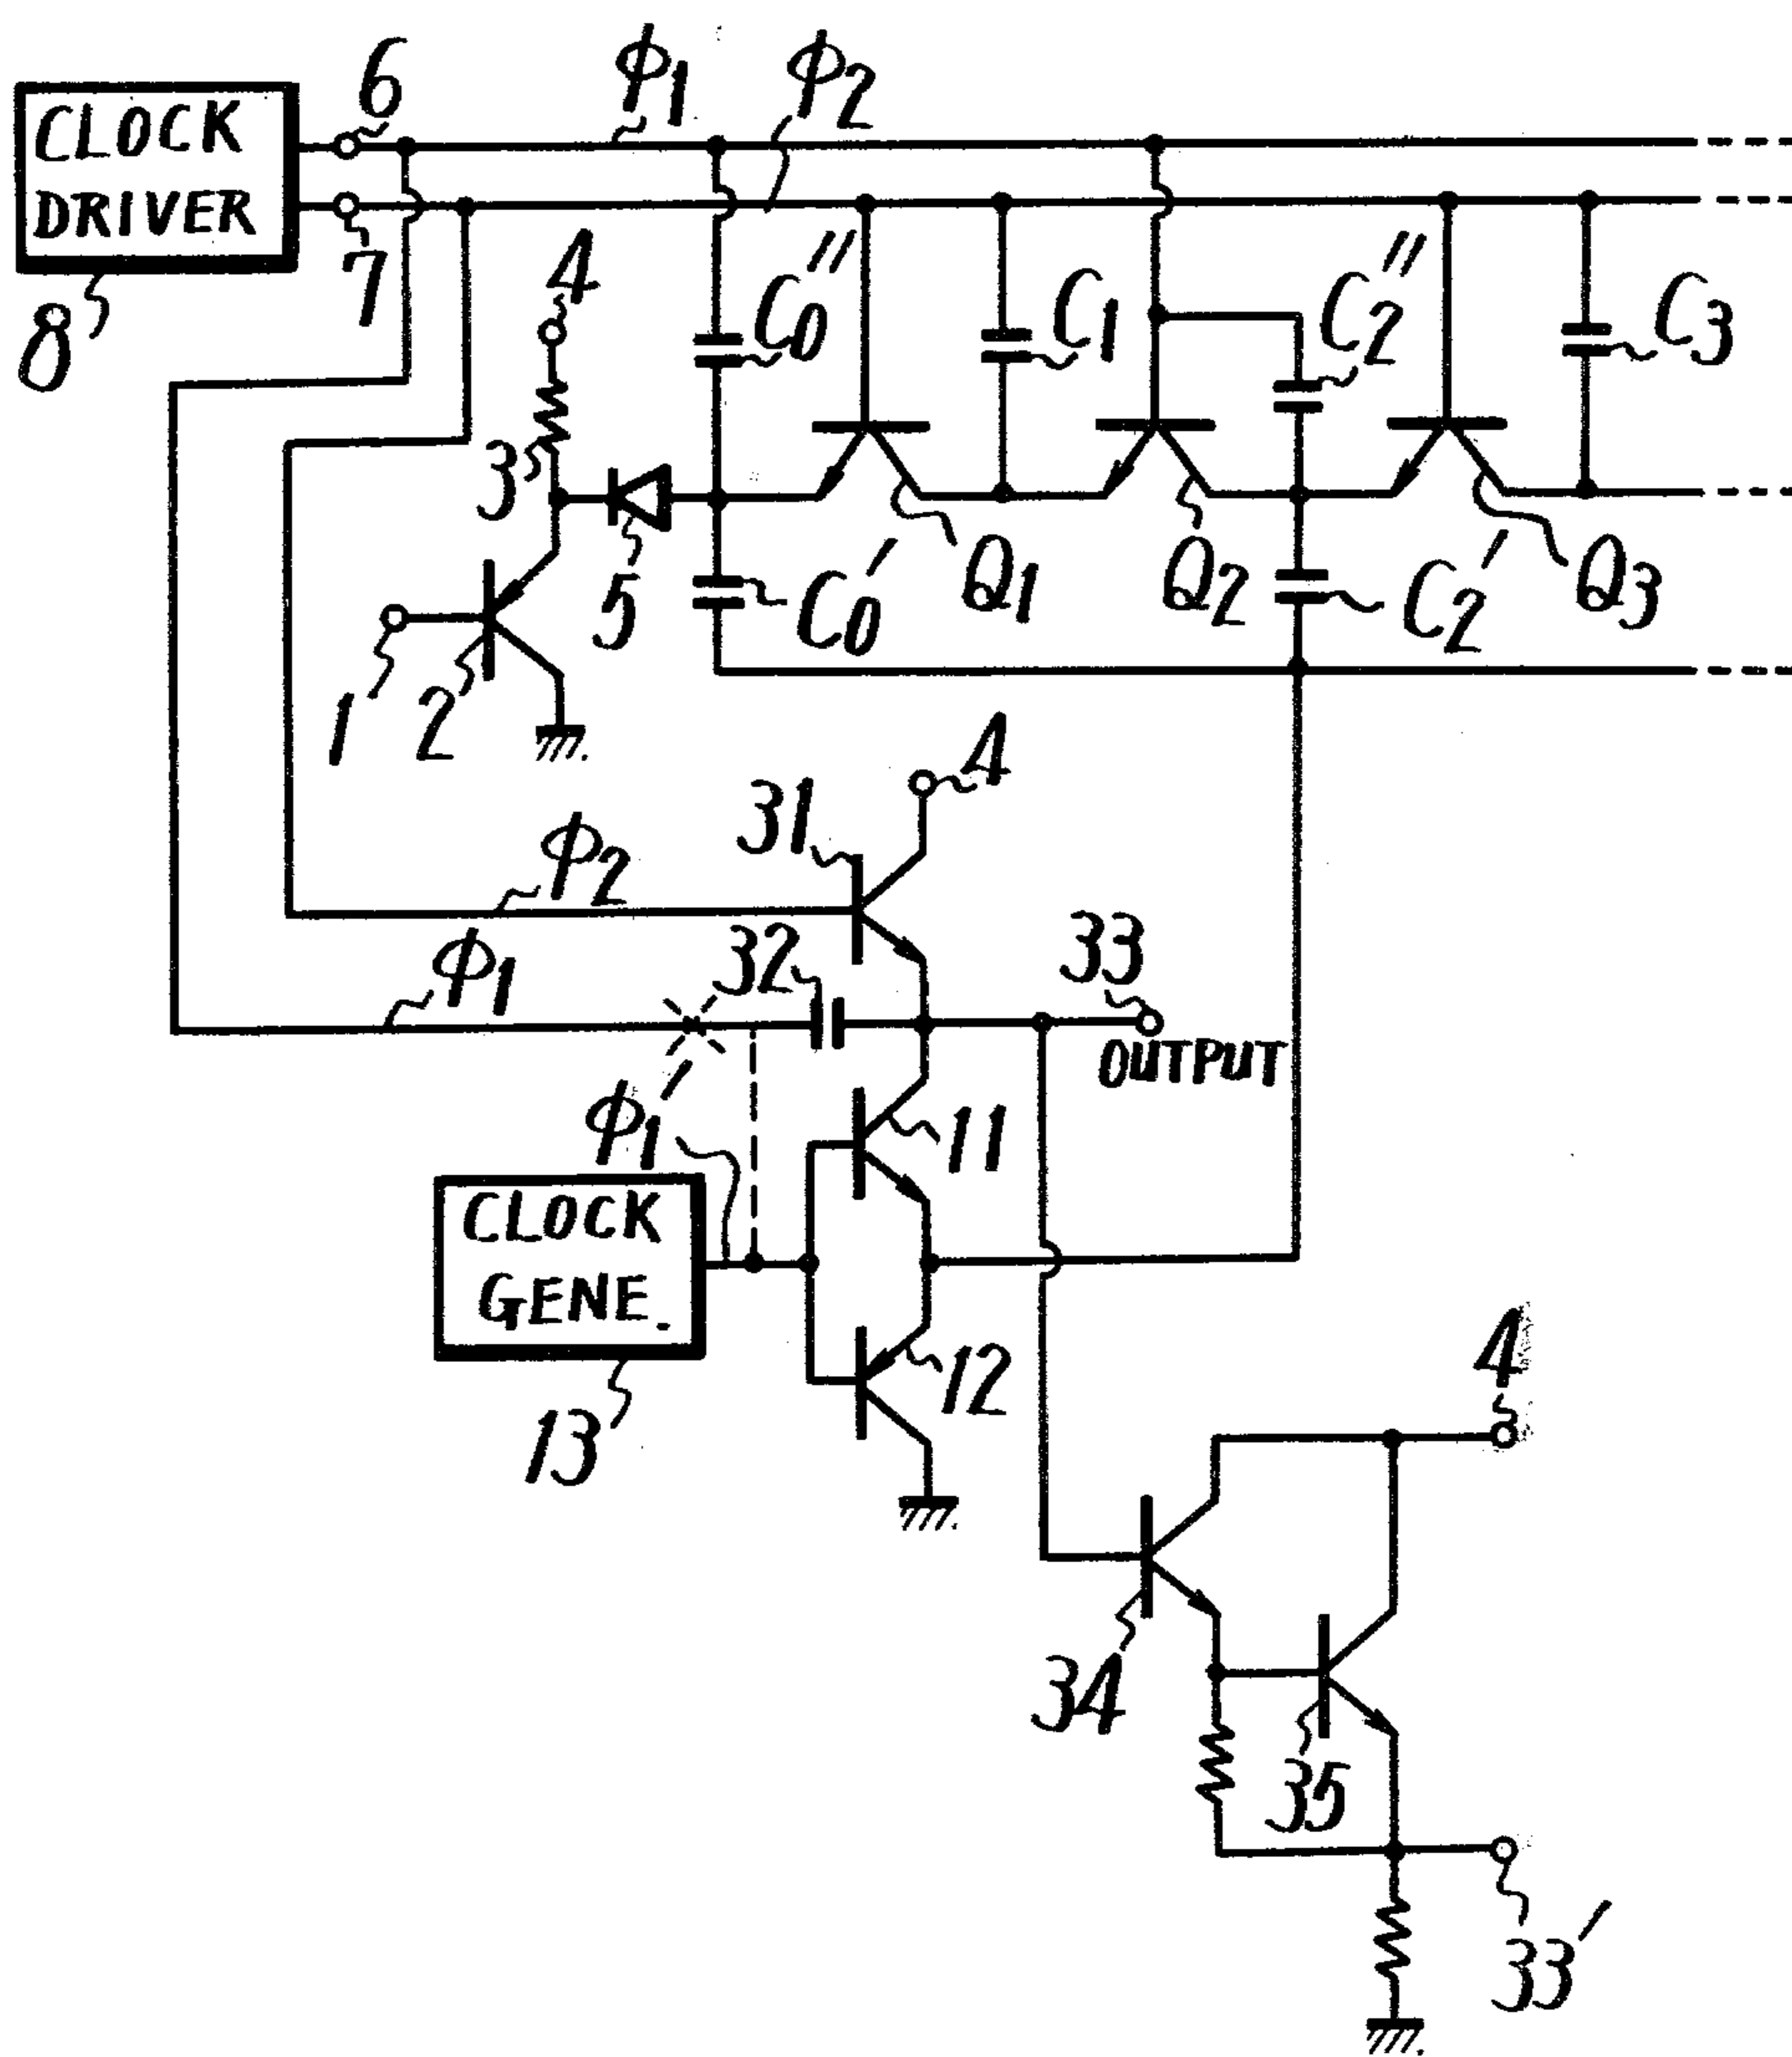 6
ϕ1
ϕ2
CLOCK
DRIVER
7
8
4
3
C0''
C1
C2''
C3
5
C0'
Q1
Q2
C2'
Q3
1
2
4
31
ϕ2
ϕ1
32
33
OUTPUT
ϕ1
11
CLOCK
GENE.
13
12
4
34
35
33'